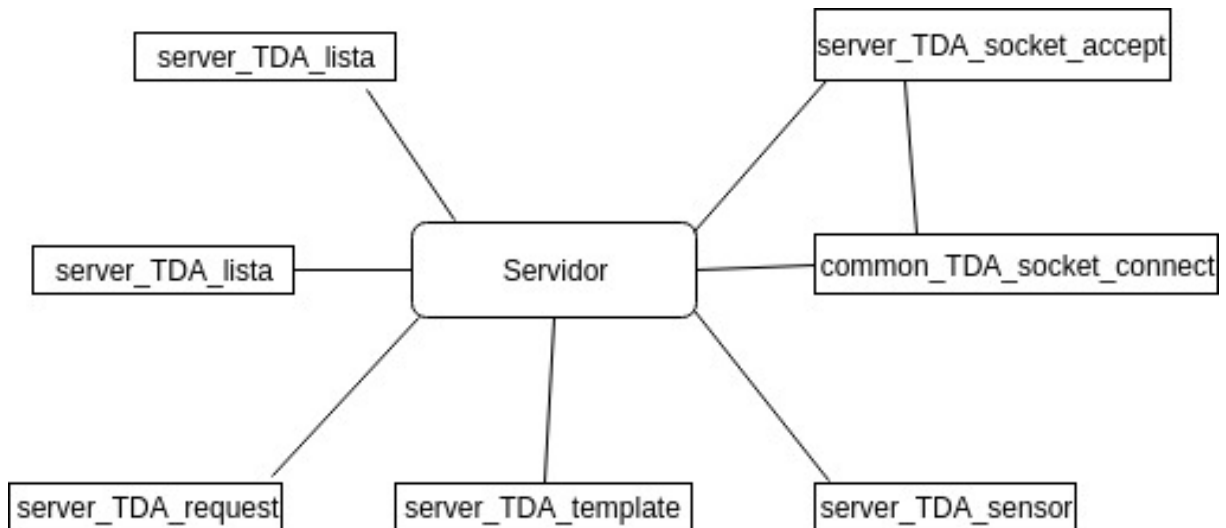 server_TDA_lista
server_TDA_socket_accept
server_TDA_lista
Servidor
common_TDA_socket_connect
server_TDA_request
server_TDA_template
server_TDA_sensor